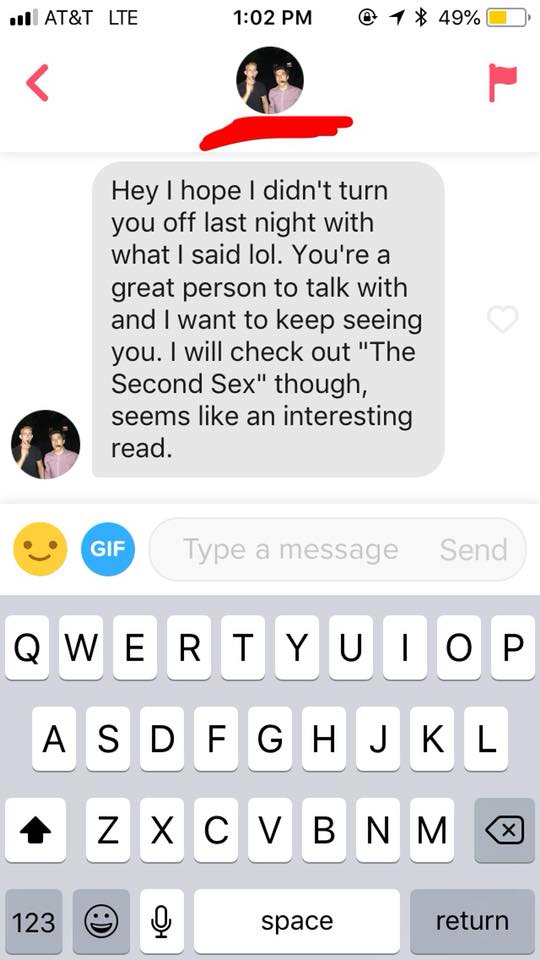 AT&T LTE 1:02 PM 49%
Hey I hope I didn't turn
you off last night with
what I said lol. You're a
great person to talk with
and I want to keep seeing
you. I will check out "The
Second Sex" though,
seems like an interesting
read.
GIF Type a message Send
Q W E R T Y U I O P
A S D F G H J K L
Z X C V B N M
123 space return